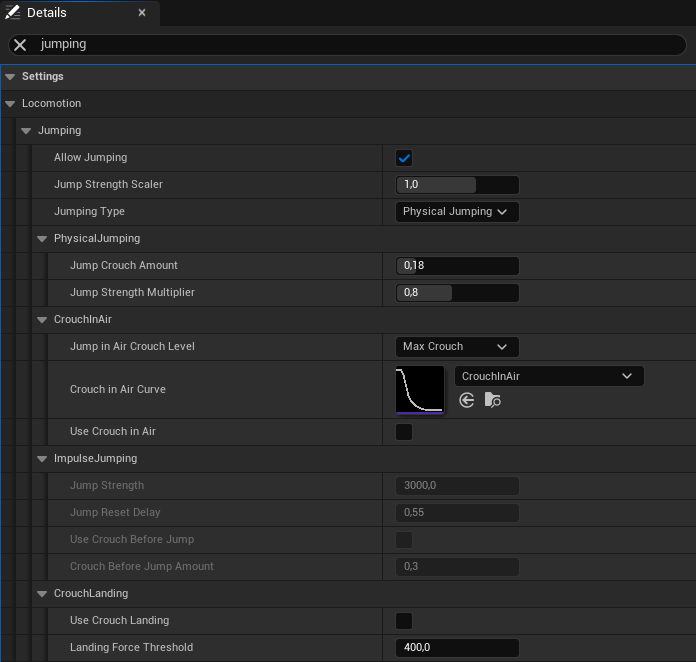 Details
jumping
Settings
Locomotion
Jumping
Allow Jumping
Jump Strength Scaler 1,0
Jumping Type Physical Jumping
PhysicalJumping
Jump Crouch Amount 0,18
Jump Strength Multiplier 0,8
CrouchInAir
Jump in Air Crouch Level Max Crouch
CrouchInAir
Crouch in Air Curve
Use Crouch in Air
ImpulseJumping
Jump Strength 3000,0
Jump Reset Delay 0,55
Use Crouch Before Jump
Crouch Before Jump Amount 0,3
CrouchLanding
Use Crouch Landing
Landing Force Threshold 400,0